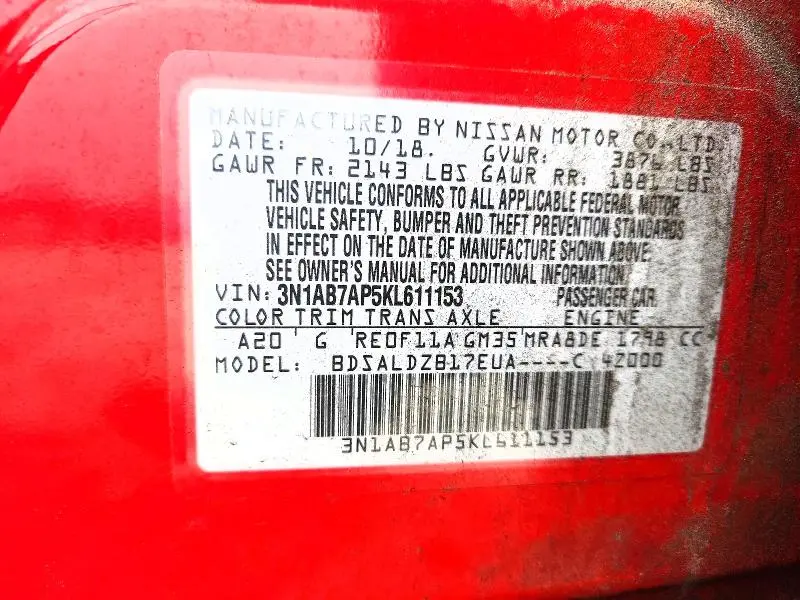 MANUFACTURED BY NISSAN MOTOR CO.,LTD.
DATE: 10/18. GVWR: 3876 LBS
GAWR FR: 2143 LBS GAWR RR: 1881 LBS
THIS VEHICLE CONFORMS TO ALL APPLICABLE FEDERAL MOTOR
VEHICLE SAFETY, BUMPER AND THEFT PREVENTION STANDARDS
IN EFFECT ON THE DATE OF MANUFACTURE SHOWN ABOVE.
SEE OWNER'S MANUAL FOR ADDITIONAL INFORMATION.
VIN: 3N1AB7AP5KL611153 PASSENGER CAR
COLOR TRIM TRANS AXLE ENGINE
A20 G RE0F11A GM35 MRA8DE 1798 CC
MODEL: BDSALDZB17EUA----C 42000
3N1AB7AP5KL611153